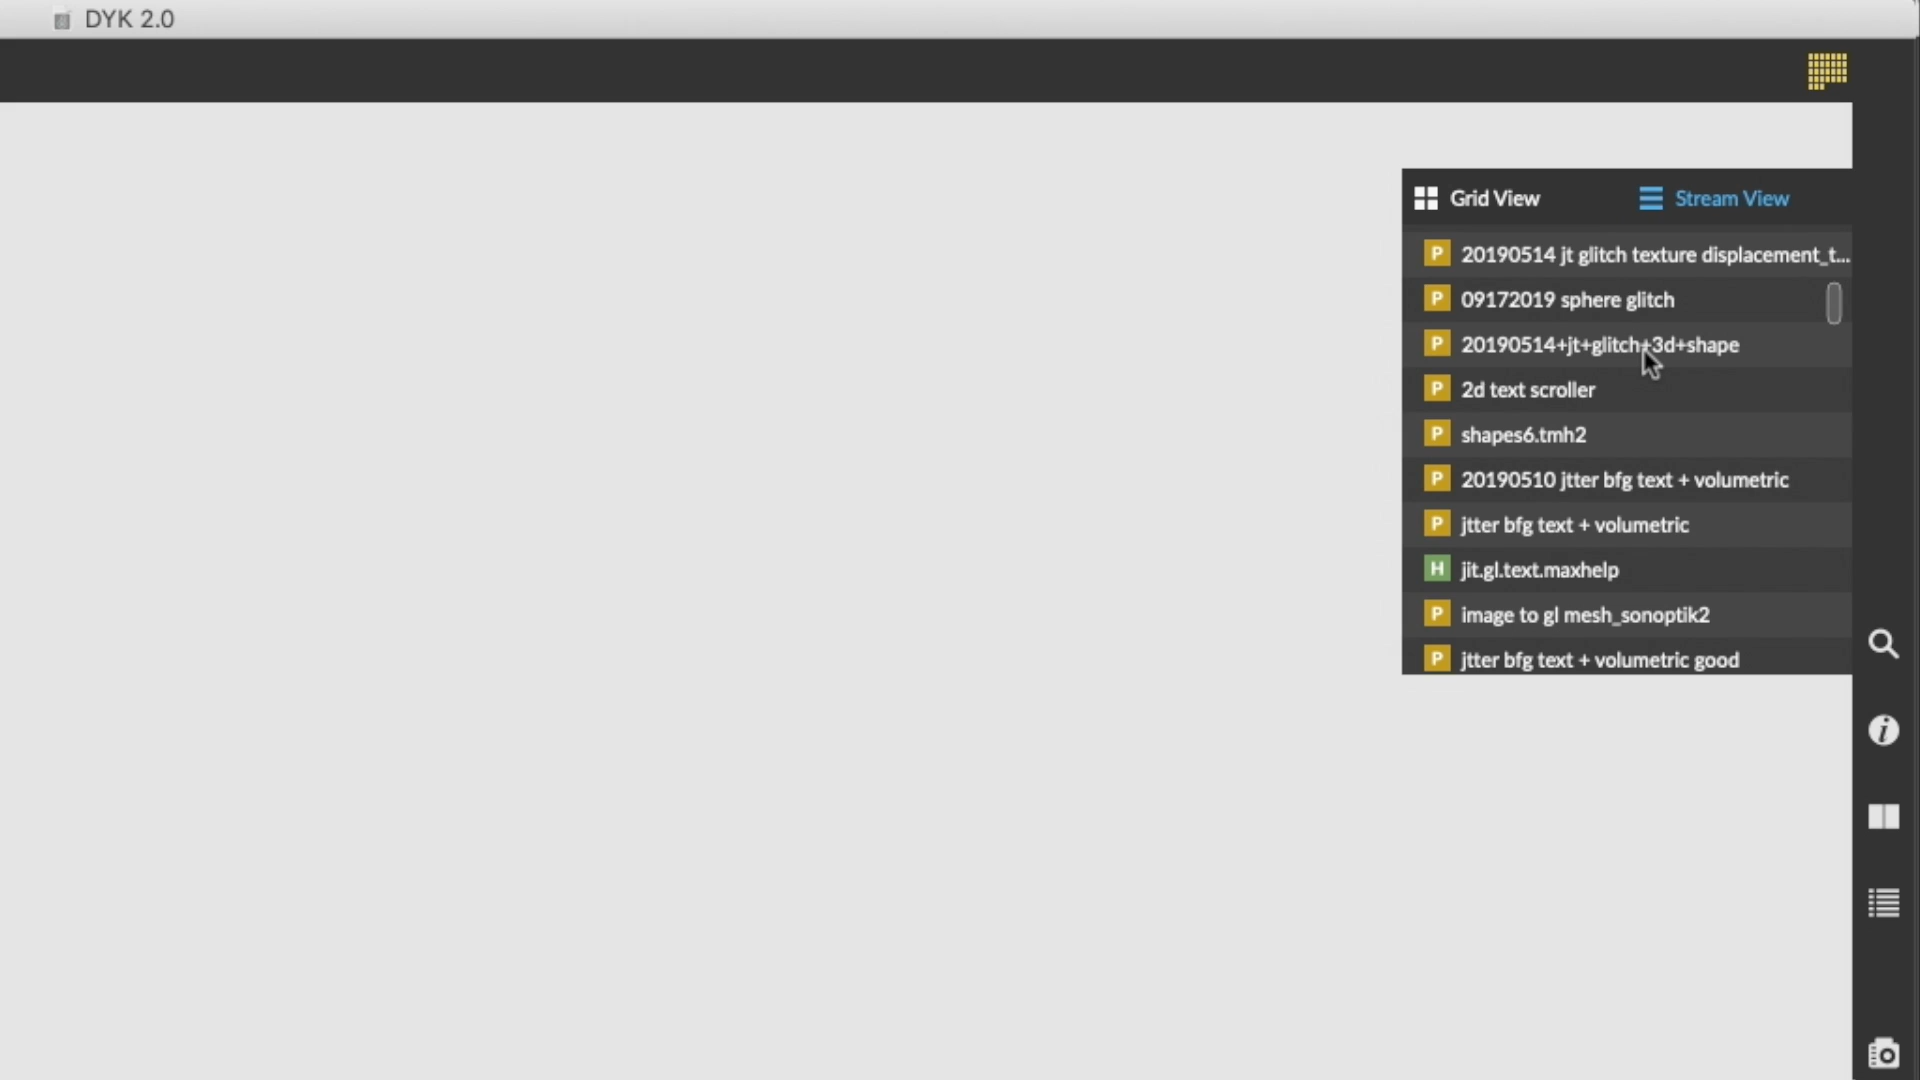 DYK 2.0
Grid View
Stream View
P 20190514 jt glitch texture displacement_t...
P 09172019 sphere glitch
P 20190514+jt+glitch+3d+shape
P 2d text scroller
P shapes6.tmh2
P 20190510 jtter bfg text + volumetric
P jtter bfg text + volumetric
H jit.gl.text.maxhelp
P image to gl mesh_sonoptik2
P jtter bfg text + volumetric good